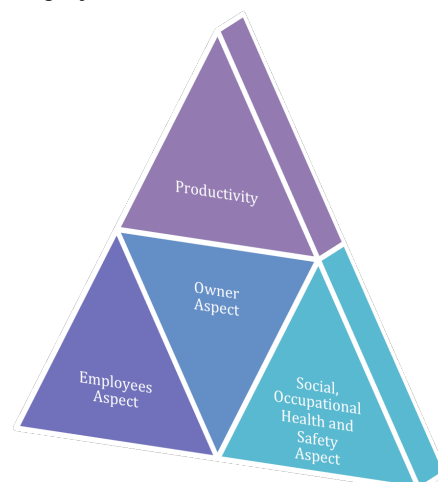 Productivity
Owner
Aspect
Employees
Aspect
Social,
Occupational
Health and
Safety
Aspect